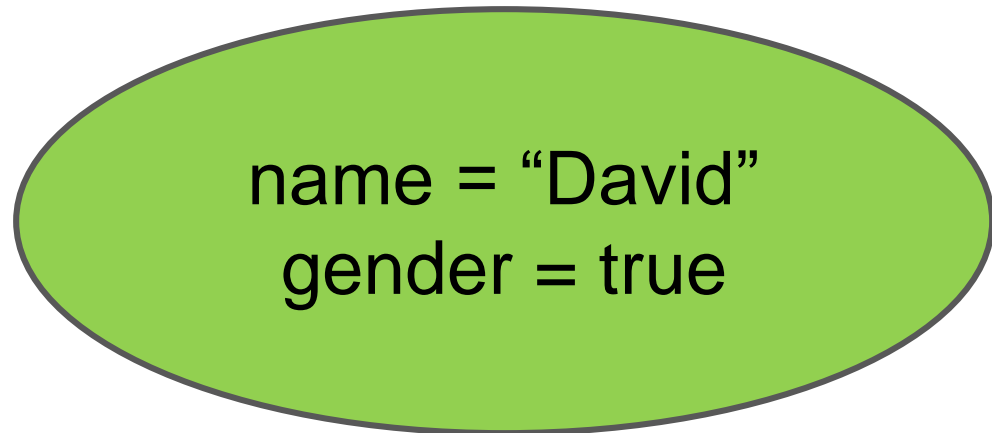 name = “David”
gender = true